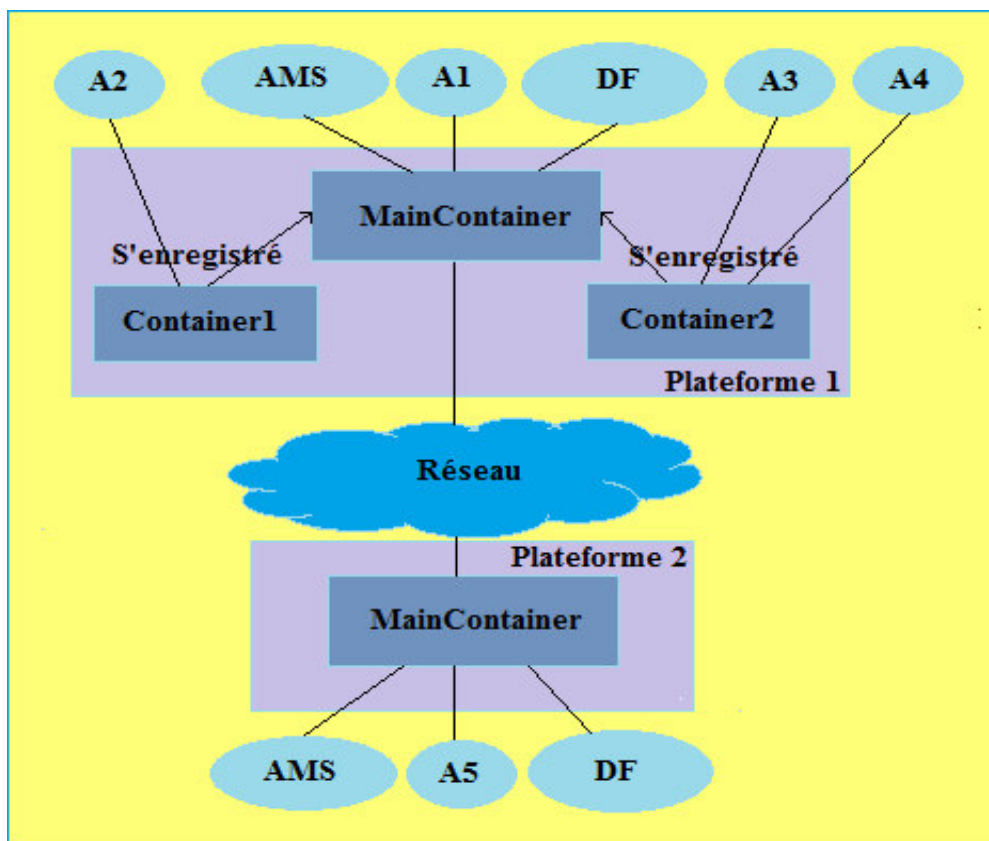 A2
AMS
A1
DF
A3
A4
MainContainer
S'enregistré
S'enregistré
Container1
Container2
Plateforme 1
Réseau
Plateforme 2
MainContainer
AMS
A5
DF